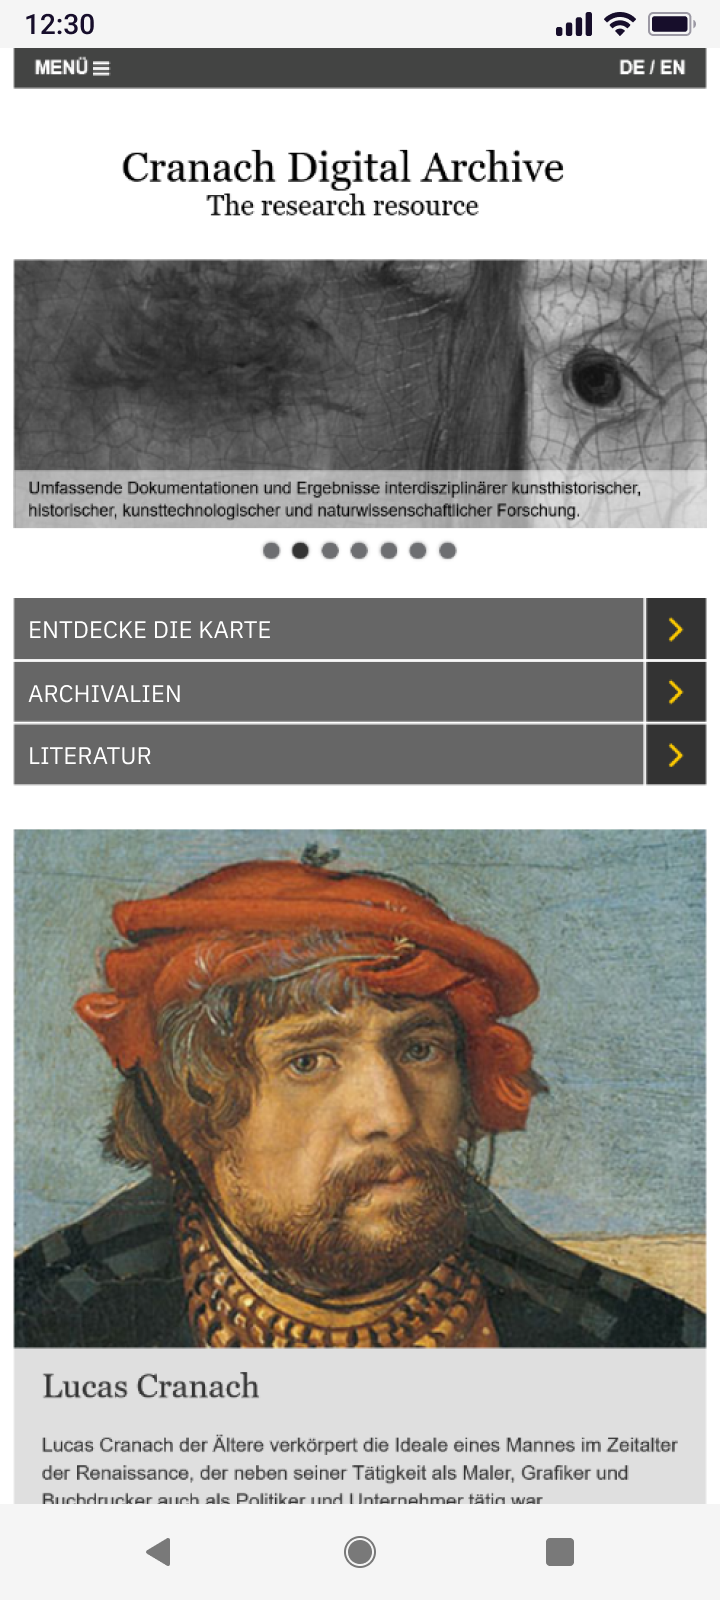 12:30
MENÜ
DE / EN
Cranach Digital Archive
The research resource
Umfassende Dokumentationen und Ergebnisse interdisziplinärer kunsthistorischer,
historischer, kunsttechnologischer und naturwissenschaftlicher Forschung.
ENTDECKE DIE KARTE
ARCHIVALIEN
LITERATUR
Lucas Cranach
Lucas Cranach der Ältere verkörpert die Ideale eines Mannes im Zeitalter
der Renaissance, der neben seiner Tätigkeit als Maler, Grafiker und
Buchdrucker auch als Politiker und Unternehmer tätig war.